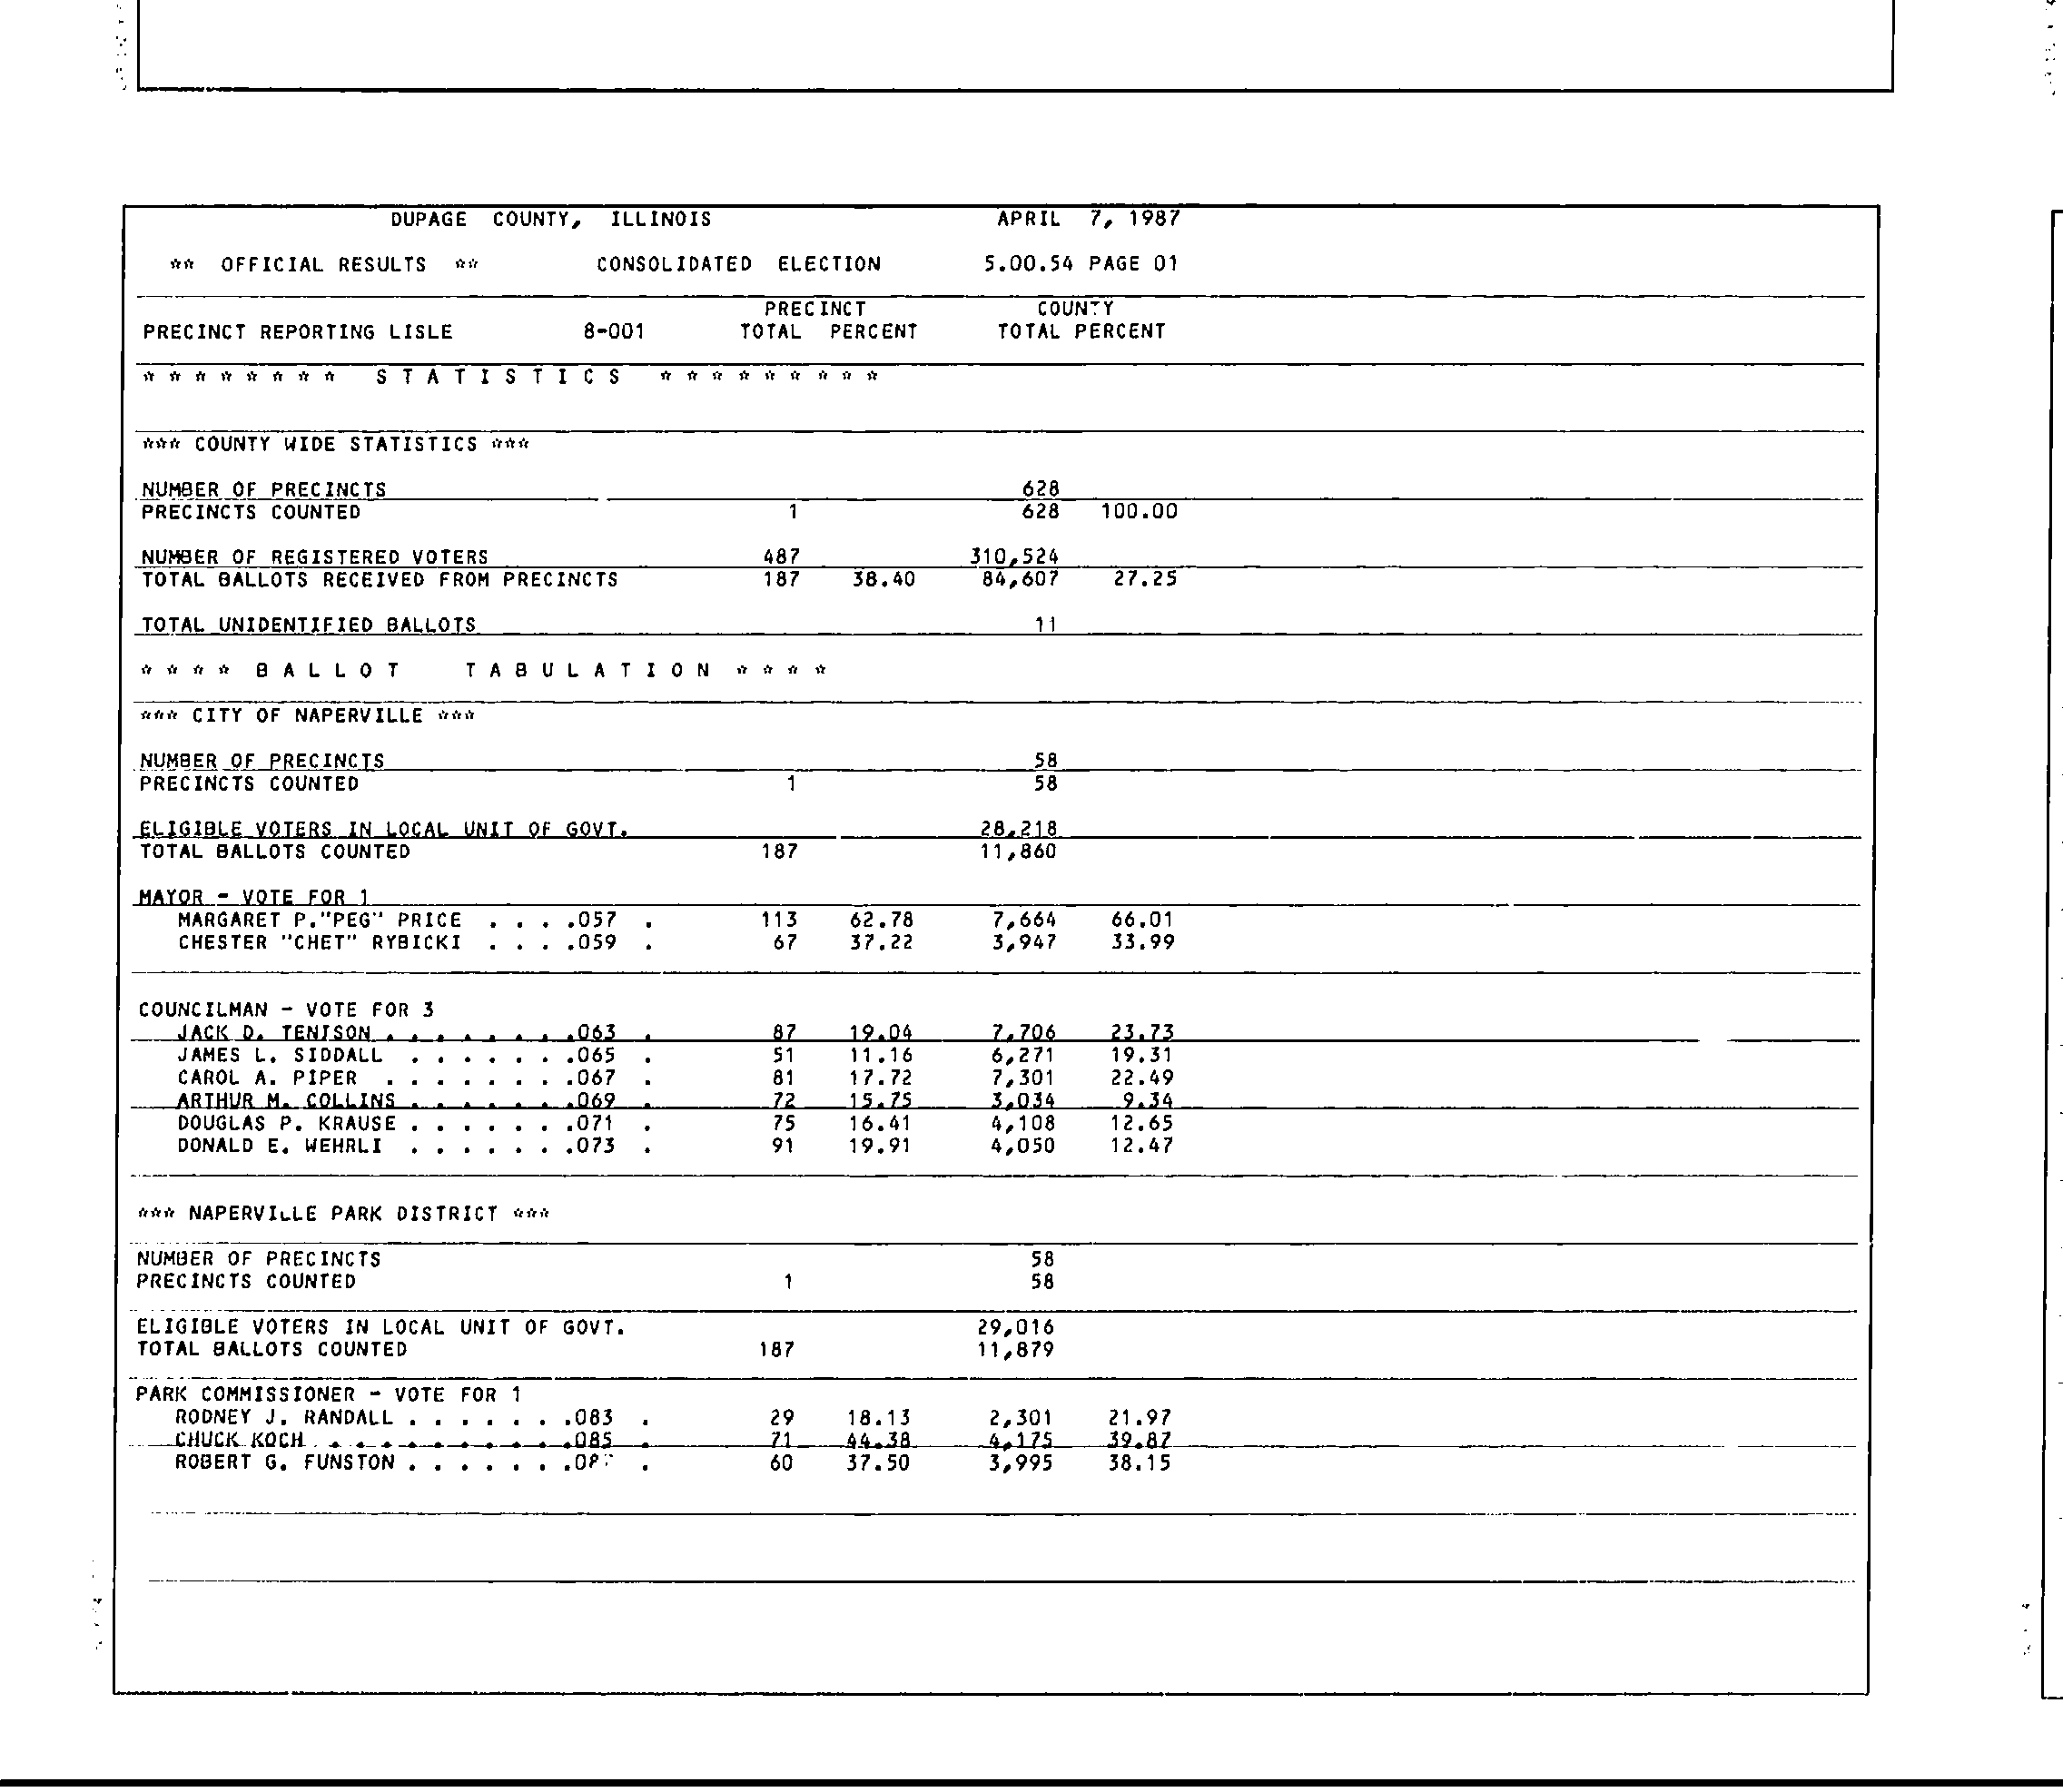 DUPAGE COUNTY, ILLINOIS APRIL 7, 1987
** OFFICIAL RESULTS ** CONSOLIDATED ELECTION 5.00.54 PAGE 01
PRECINCT COUNTY
PRECINCT REPORTING LISLE 8-001 TOTAL PERCENT TOTAL PERCENT
* * * * * * * * S T A T I S T I C S * * * * * * * * *
*** COUNTY WIDE STATISTICS ***
NUMBER OF PRECINCTS 628
PRECINCTS COUNTED 1 628 100.00
NUMBER OF REGISTERED VOTERS 487 310,524
TOTAL BALLOTS RECEIVED FROM PRECINCTS 187 38.40 84,607 27.25
TOTAL UNIDENTIFIED BALLOTS 11
* * * * B A L L O T T A B U L A T I O N * * * *
*** CITY OF NAPERVILLE ***
NUMBER OF PRECINCTS 58
PRECINCTS COUNTED 1 58
ELIGIBLE VOTERS IN LOCAL UNIT OF GOVT. 28,218
TOTAL BALLOTS COUNTED 187 11,860
MAYOR - VOTE FOR 1
MARGARET P."PEG" PRICE . . . .057 . 113 62.78 7,664 66.01
CHESTER "CHET" RYBICKI . . . .059 . 67 37.22 3,947 33.99
COUNCILMAN - VOTE FOR 3
JACK D. TENISON . . . . . . . .063 . 87 19.04 7,706 23.73
JAMES L. SIDDALL . . . . . . .065 . 51 11.16 6,271 19.31
CAROL A. PIPER . . . . . . . .067 . 81 17.72 7,301 22.49
ARTHUR M. COLLINS . . . . . . .069 . 72 15.75 3,034 9.34
DOUGLAS P. KRAUSE . . . . . . .071 . 75 16.41 4,108 12.65
DONALD E. WEHRLI . . . . . . .073 . 91 19.91 4,050 12.47
*** NAPERVILLE PARK DISTRICT ***
NUMBER OF PRECINCTS 58
PRECINCTS COUNTED 1 58
ELIGIBLE VOTERS IN LOCAL UNIT OF GOVT. 29,016
TOTAL BALLOTS COUNTED 187 11,879
PARK COMMISSIONER - VOTE FOR 1
RODNEY J. RANDALL . . . . . . .083 . 29 18.13 2,301 21.97
CHUCK KOCH . . . . . . . . . .085 . 71 44.38 4,175 39.87
ROBERT G. FUNSTON . . . . . . . 60 37.50 3,995 38.15